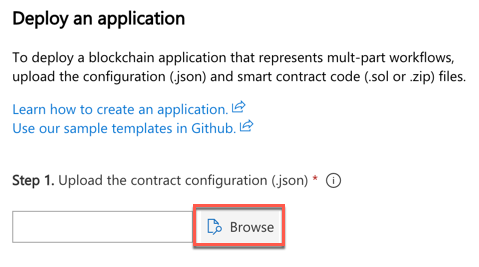 Deploy an application
To deploy a blockchain application that represents mult-part workflows,
upload the configuration (.json) and smart contract code (.sol or .zip) files.
Learn how to create an application.
Use our sample templates in Github.
Step 1. Upload the contract configuration (.json) *
Browse